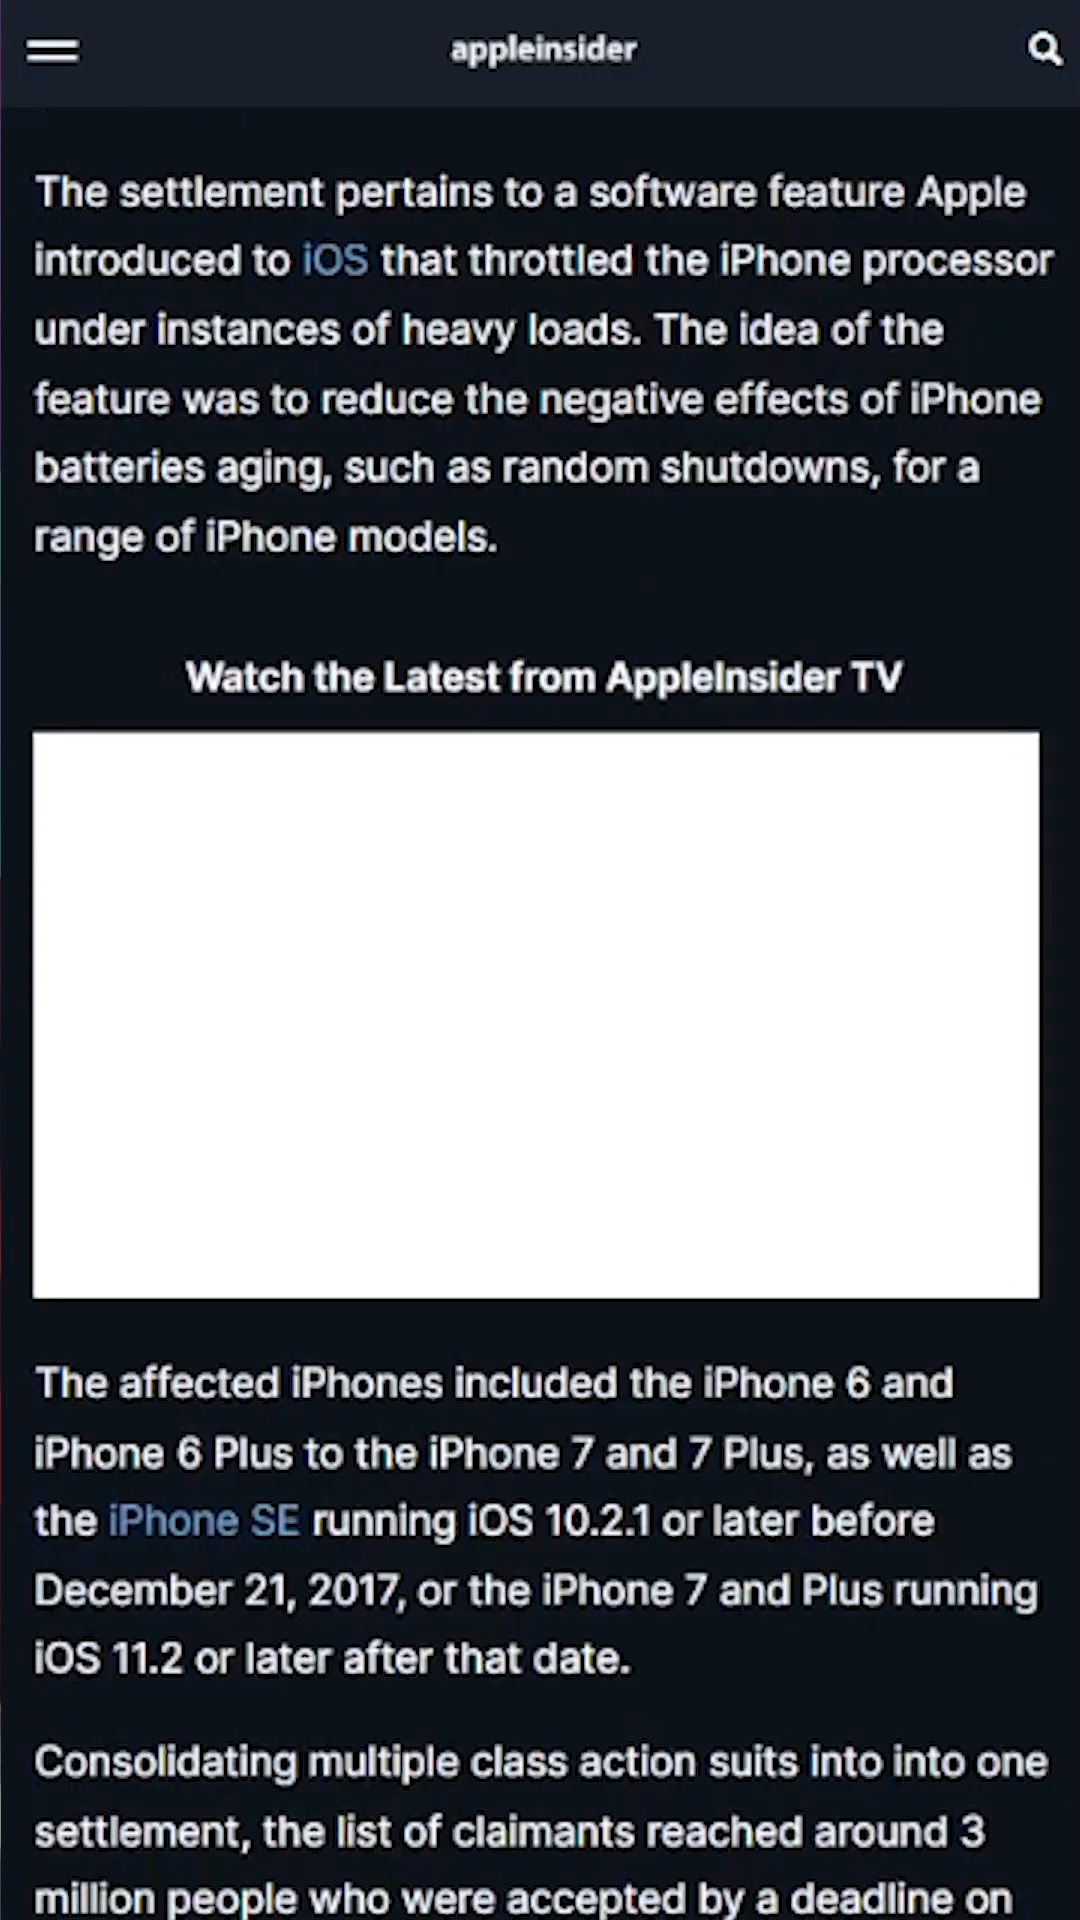 appleinsider
The settlement pertains to a software feature Apple
introduced to iOS that throttled the iPhone processor
under instances of heavy loads. The idea of the
feature was to reduce the negative effects of iPhone
batteries aging, such as random shutdowns, for a
range of iPhone models.
Watch the Latest from AppleInsider TV
The affected iPhones included the iPhone 6 and
iPhone 6 Plus to the iPhone 7 and 7 Plus, as well as
the iPhone SE running iOS 10.2.1 or later before
December 21, 2017, or the iPhone 7 and Plus running
iOS 11.2 or later after that date.
Consolidating multiple class action suits into into one
settlement, the list of claimants reached around 3
million people who were accepted by a deadline on